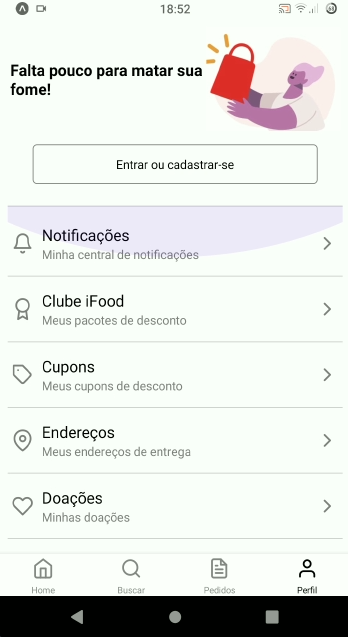 18:52
Falta pouco para matar sua
fome!
Entrar ou cadastrar-se
Notificações
Minha central de notificações
Clube iFood
Meus pacotes de desconto
Cupons
Meus cupons de desconto
Endereços
Meus endereços de entrega
Doações
Minhas doações
Home
Buscar
Pedidos
Perfil